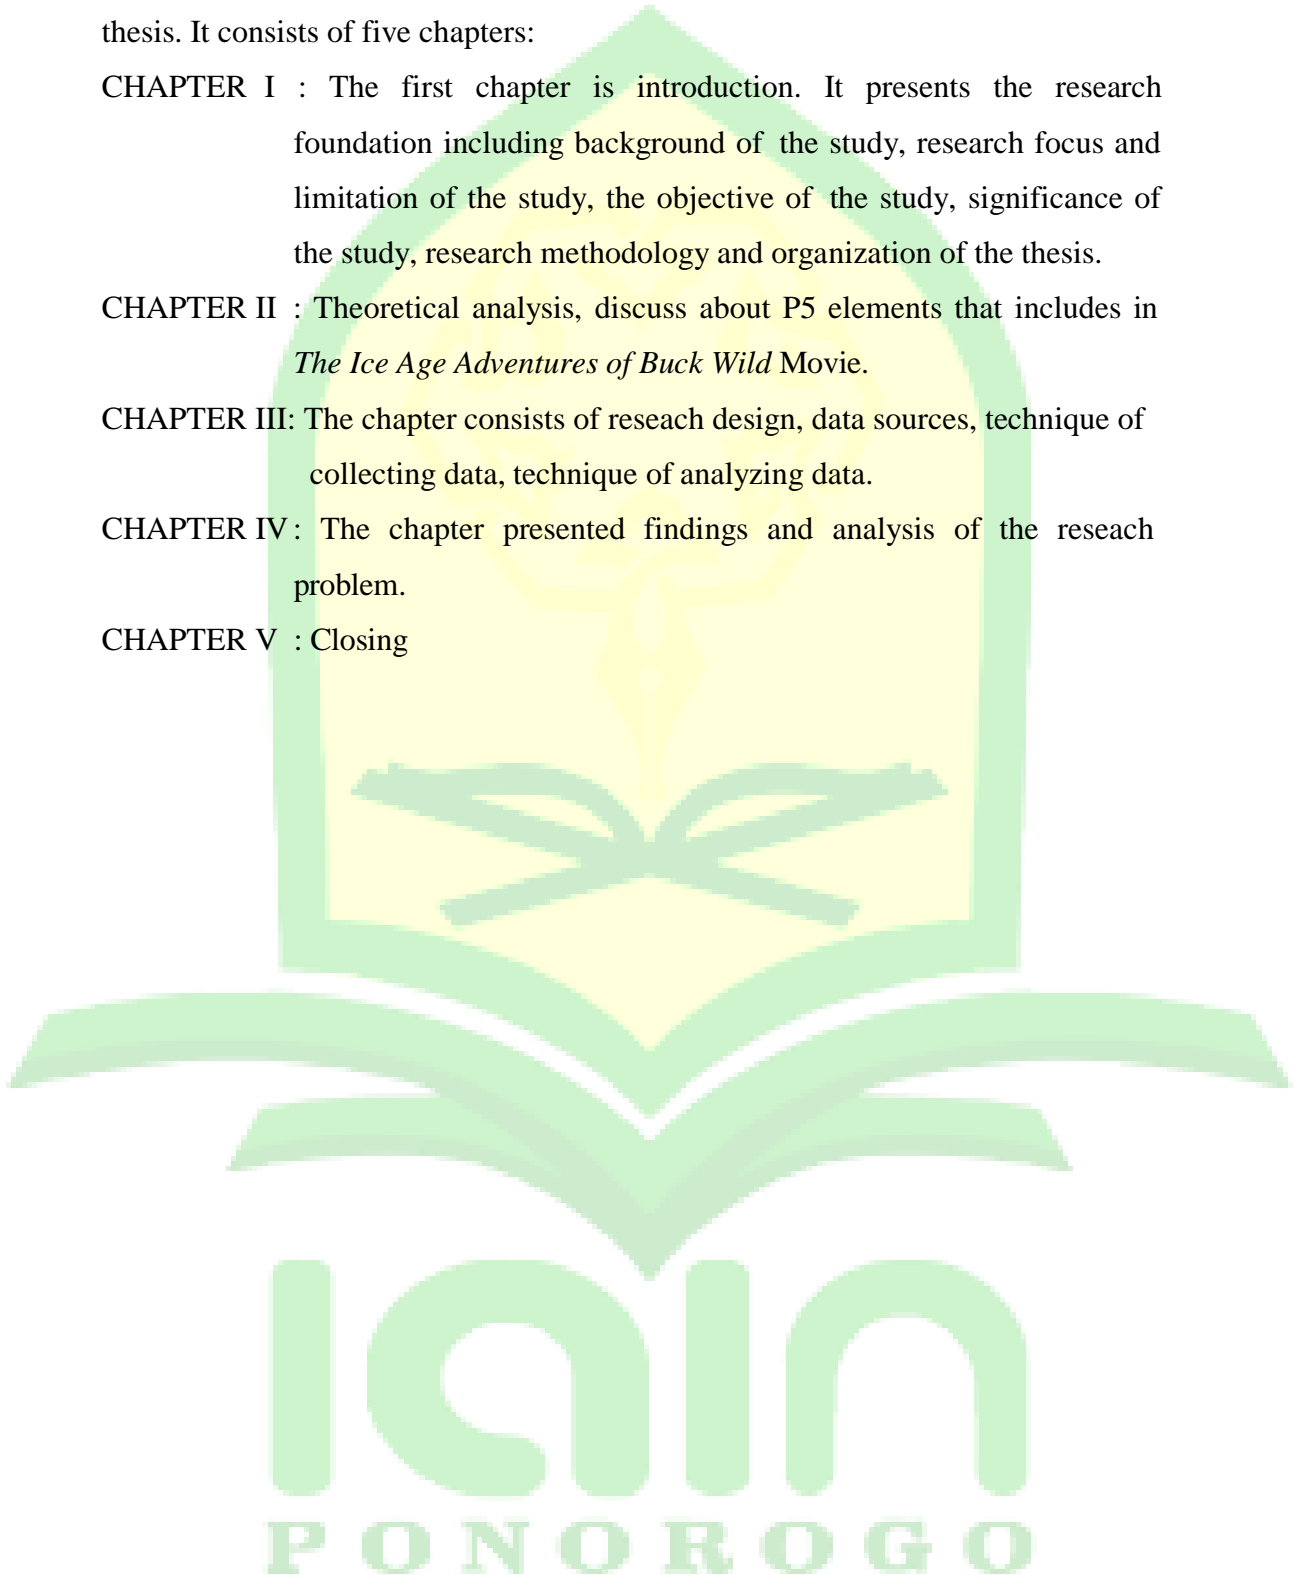 thesis. It consists of five chapters:
CHAPTER I : The first chapter is introduction. It presents the research
foundation including background of the study, research focus and
limitation of the study, the objective of the study, significance of
the study, research methodology and organization of the thesis.
CHAPTER II : Theoretical analysis, discuss about P5 elements that includes in
The Ice Age Adventures of Buck Wild Movie.
CHAPTER III: The chapter consists of reseach design, data sources, technique of
collecting data, technique of analyzing data.
CHAPTER IV : The chapter presented findings and analysis of the reseach
problem.
CHAPTER V : Closing
iain
PONOROGO